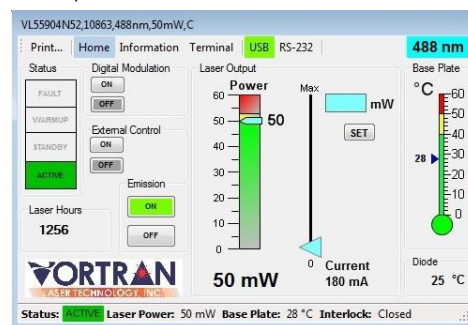 VL55904N52,10863,488nm,50mW,C
Print... Home Information Terminal USB RS-232 488 nm
Status
FAULT
WARMUP
STANDBY
ACTIVE
Digital Modulation
ON
OFF
External Control
ON
OFF
Emission
ON
OFF
Laser Hours
1256
VORTRAN
LASER TECHNOLOGY INC.
Laser Output
Power
60
50
40
30
20
10
0
50
50 mW
Max
0
mW
SET
Current
180 mA
Base Plate
°C
60
50
40
30
20
10
0
28
Diode
25 °C
Status: ACTIVE Laser Power: 50 mW Base Plate: 28 °C Interlock: Closed